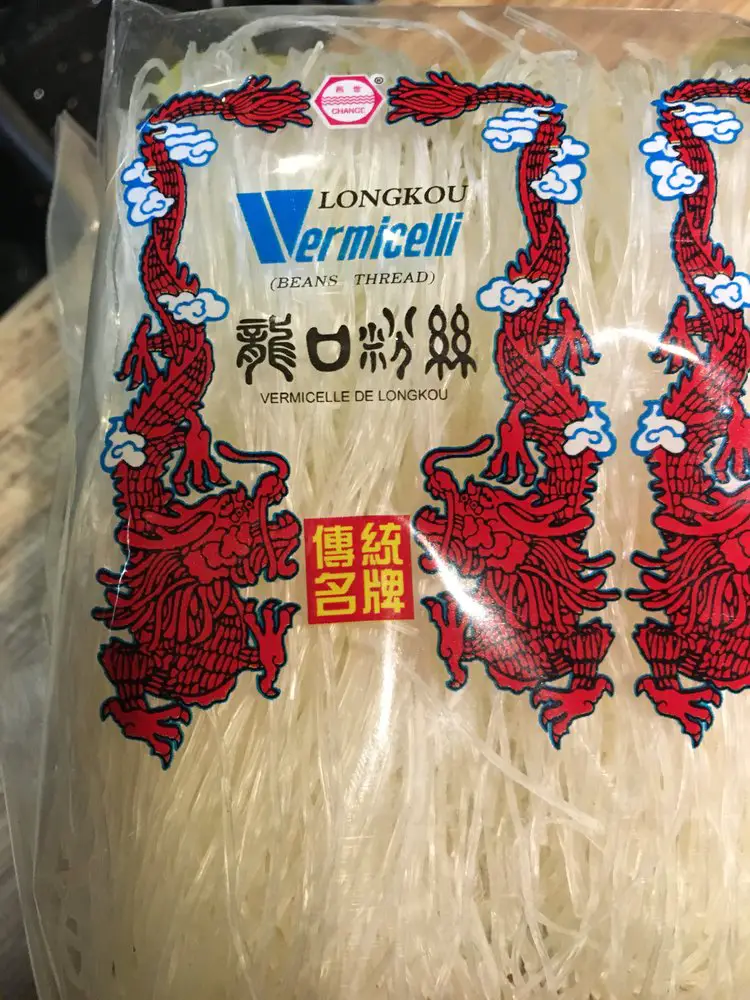 ®
CHANCE
LONGKOU
Vermicelli
(BEANS THREAD)
龍口粉絲
VERMICELLE DE LONGKOU
傳統
名牌